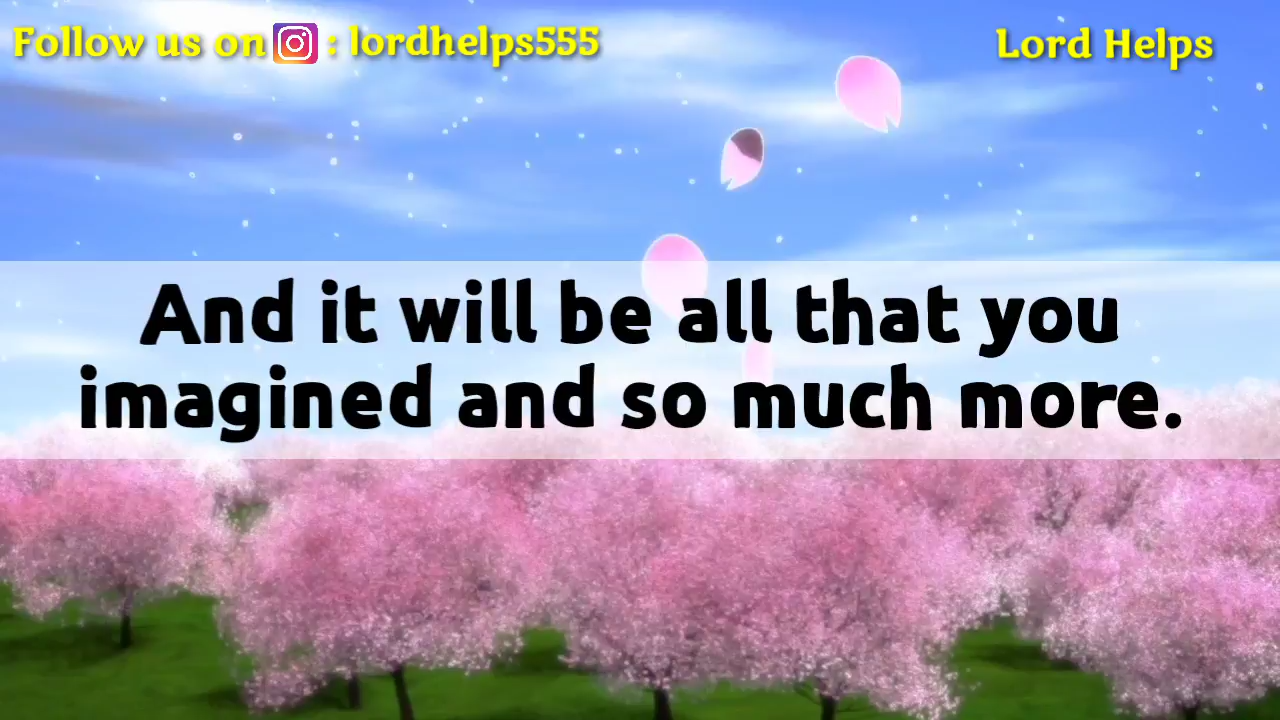 Follow us on : lordhelps555
Lord Helps
And it will be all that you
imagined and so much more.